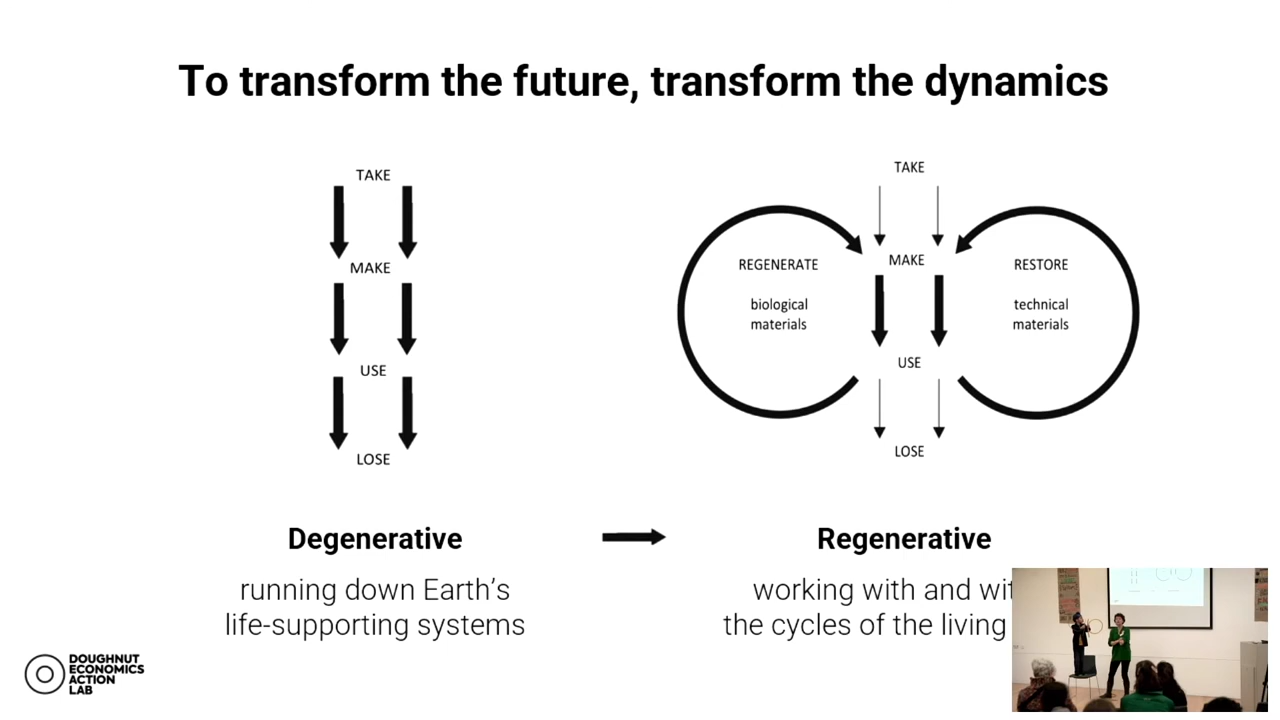 To transform the future, transform the dynamics
TAKE
MAKE
USE
LOSE
TAKE
REGENERATE
MAKE
RESTORE
biological
materials
technical
materials
USE
LOSE
Degenerative
Regenerative
running down Earth's
life-supporting systems
working with and wit
the cycles of the living
DOUGHNUT
ECONOMICS
ACTION
LAB